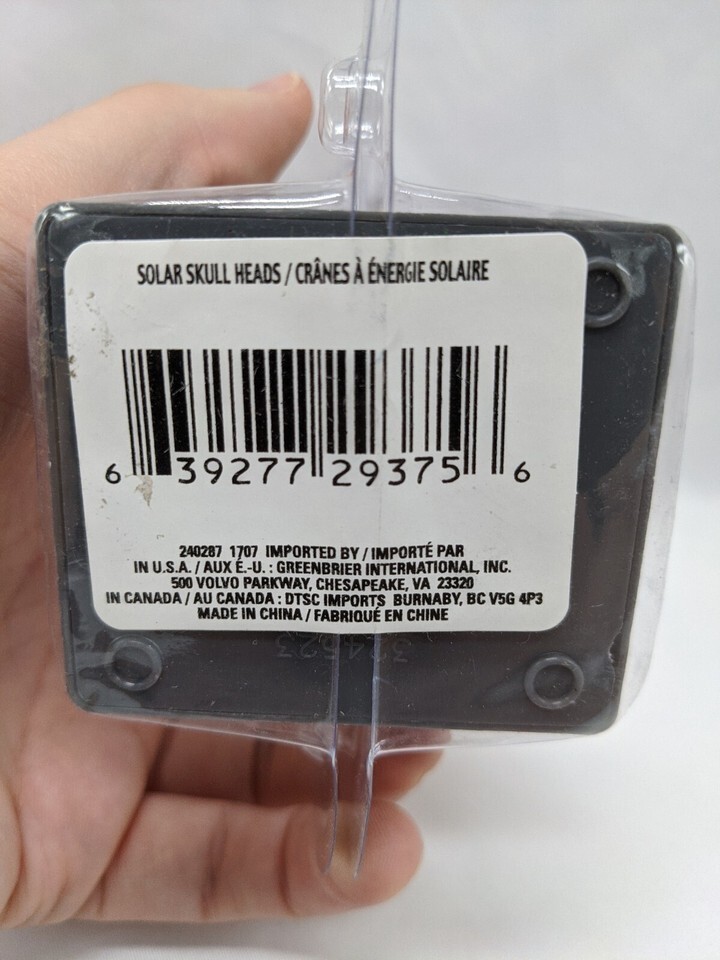 SOLAR SKULL HEADS / CRÂNES À ÉNERGIE SOLAIRE
6 39277 29375 6
240287 1707 IMPORTED BY / IMPORTÉ PAR
IN U.S.A. / AUX É.-U. : GREENBRIER INTERNATIONAL, INC.
500 VOLVO PARKWAY, CHESAPEAKE, VA 23320
IN CANADA / AU CANADA : DTSC IMPORTS BURNABY, BC V5G 4P3
MADE IN CHINA / FABRIQUÉ EN CHINE